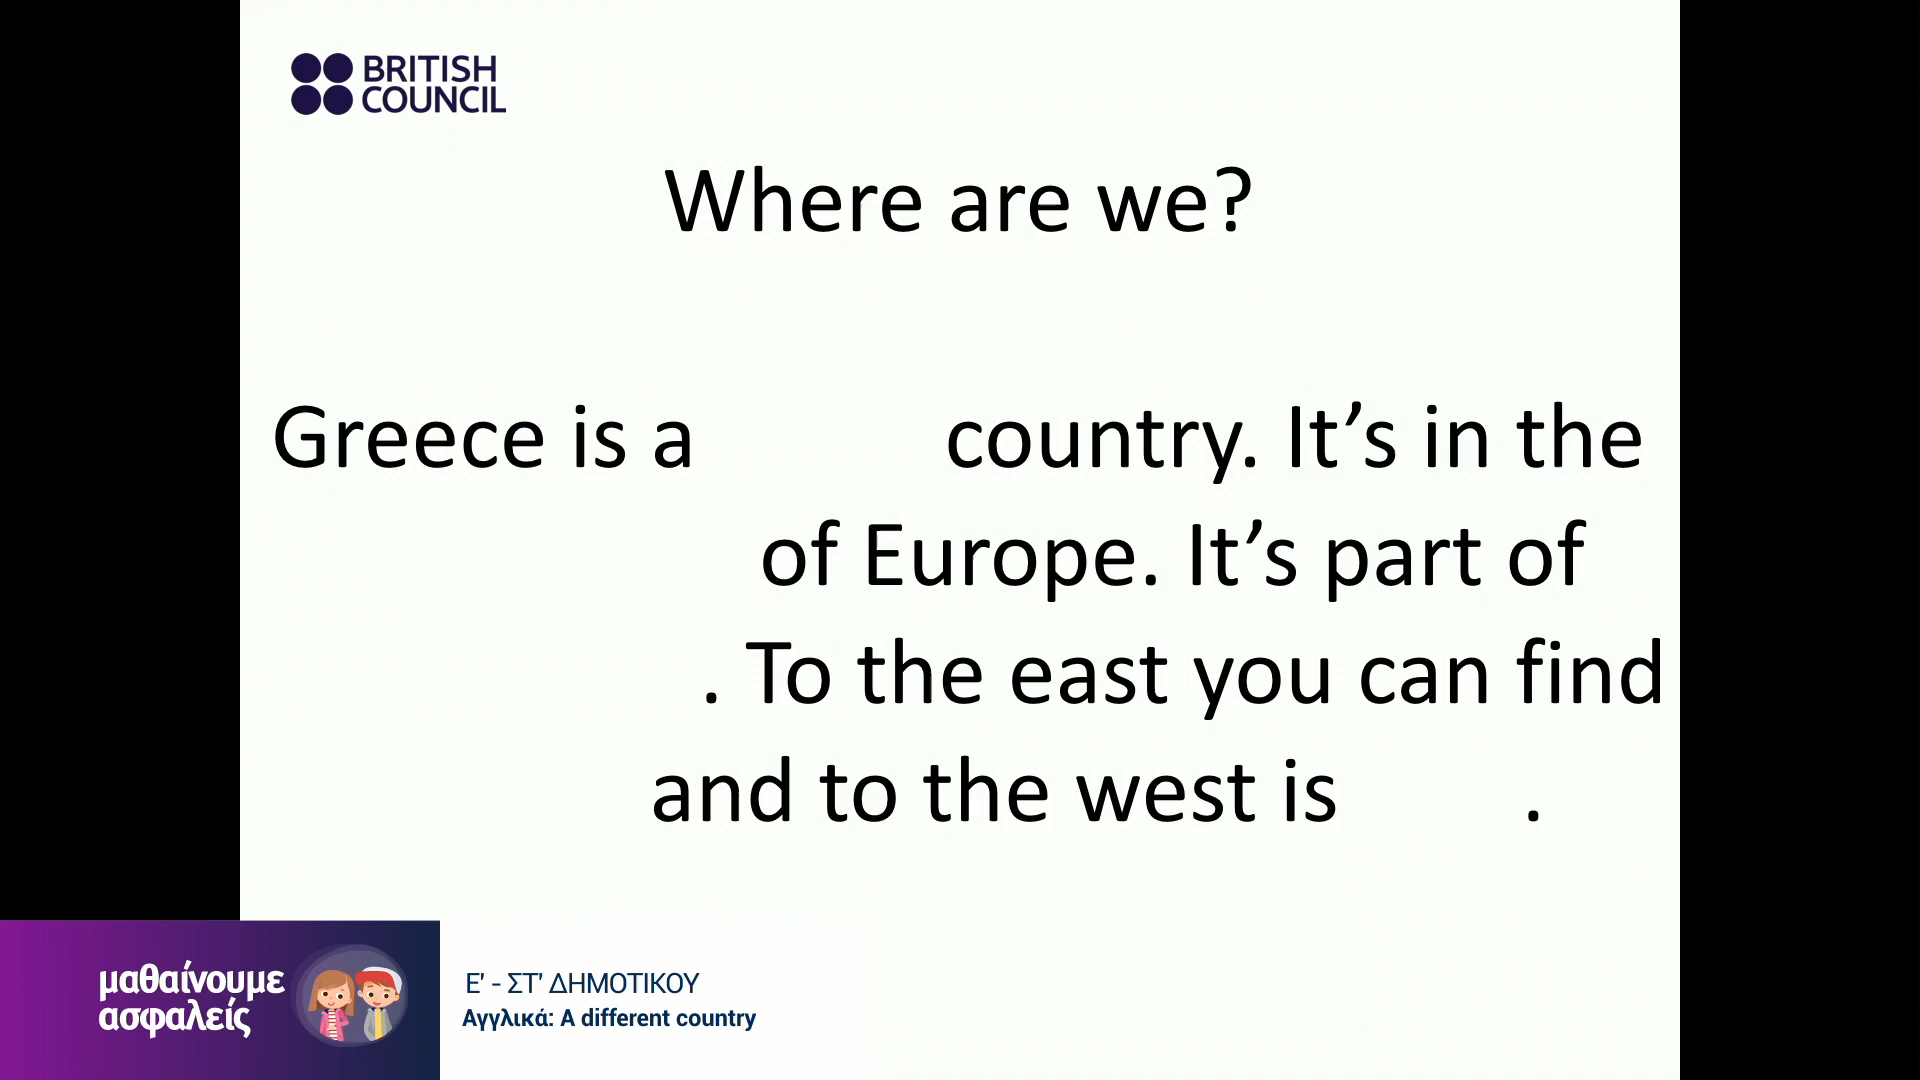 BRITISH
COUNCIL
Where are we?
Greece is a country. It’s in the
of Europe. It’s part of
. To the east you can find
and to the west is .
μαθαίνουμε
ασφαλείς
Ε' - ΣΤ' ΔΗΜΟΤΙΚΟΥ
Αγγλικά: A different country